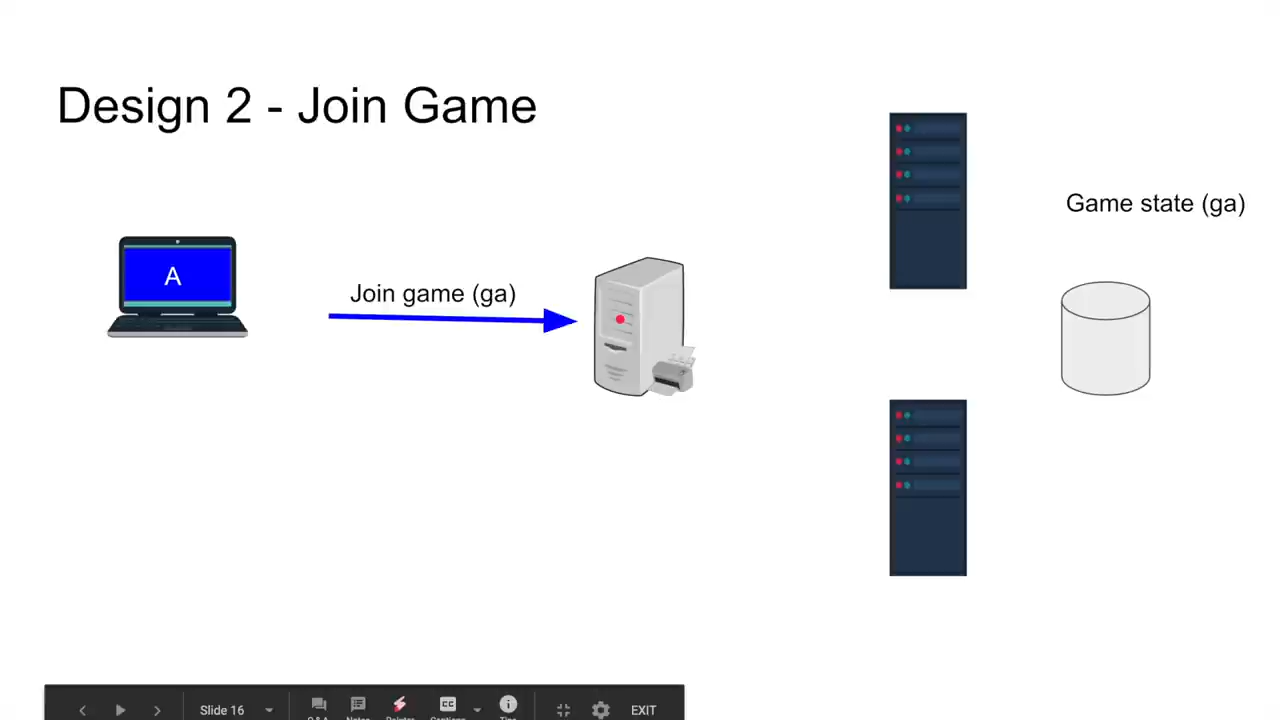 Design 2 - Join Game
Game state (ga)
A
Join game (ga)
Slide 16
EXIT